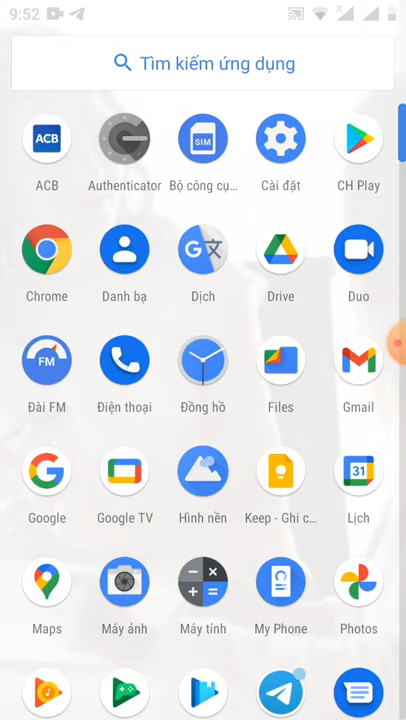 9:52
Tìm kiếm ứng dụng
ACB
SIM
ACB
Authenticator
Bộ công cụ...
Cài đặt
CH Play
G文
Chrome
Danh bạ
Dịch
Drive
Duo
FM
Đài FM
Điện thoại
Đồng hồ
Files
Gmail
31
Google
Google TV
Hình nền
Keep - Ghi c...
Lịch
Maps
Máy ảnh
Máy tính
My Phone
Photos